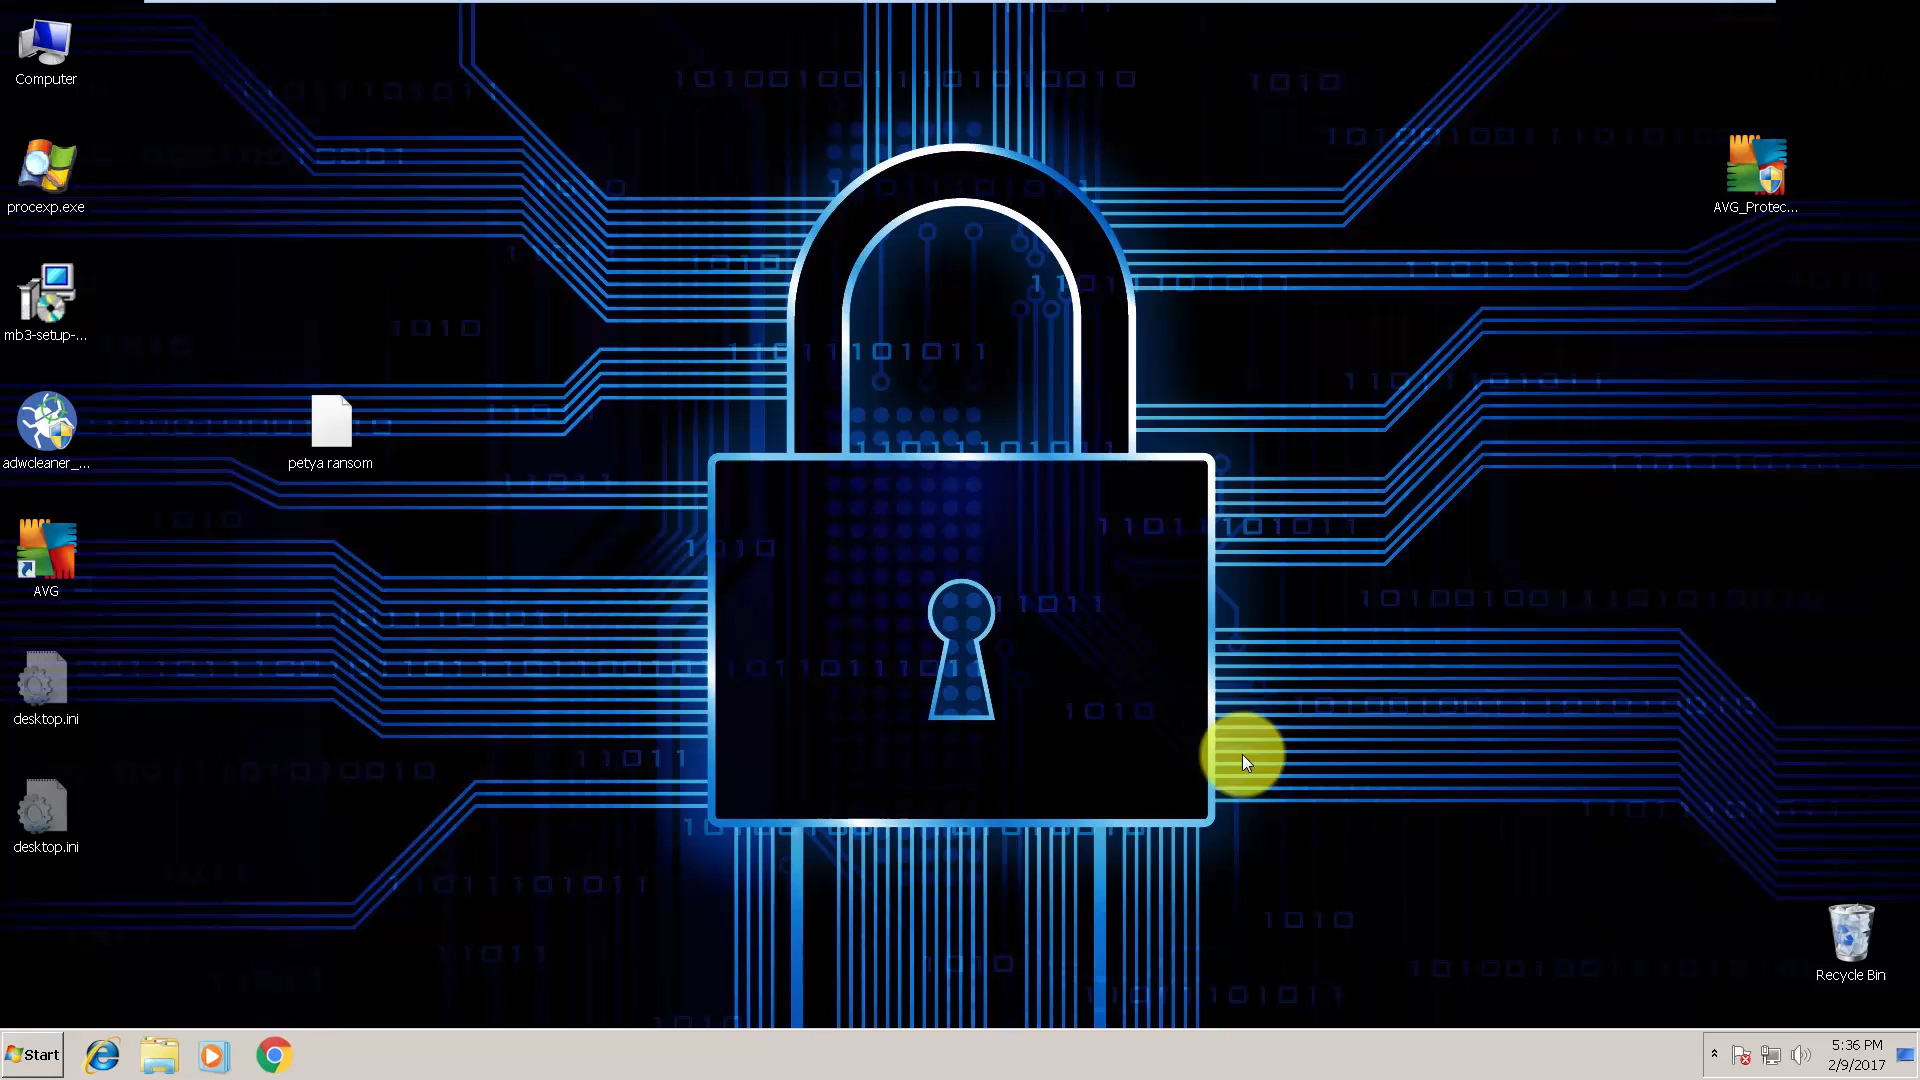 Computer
procexp.exe
mb3-setup-...
adwcleaner_...
petya ransom
AVG
desktop.ini
desktop.ini
AVG_Protec...
Recycle Bin
Start
5:36 PM
2/9/2017